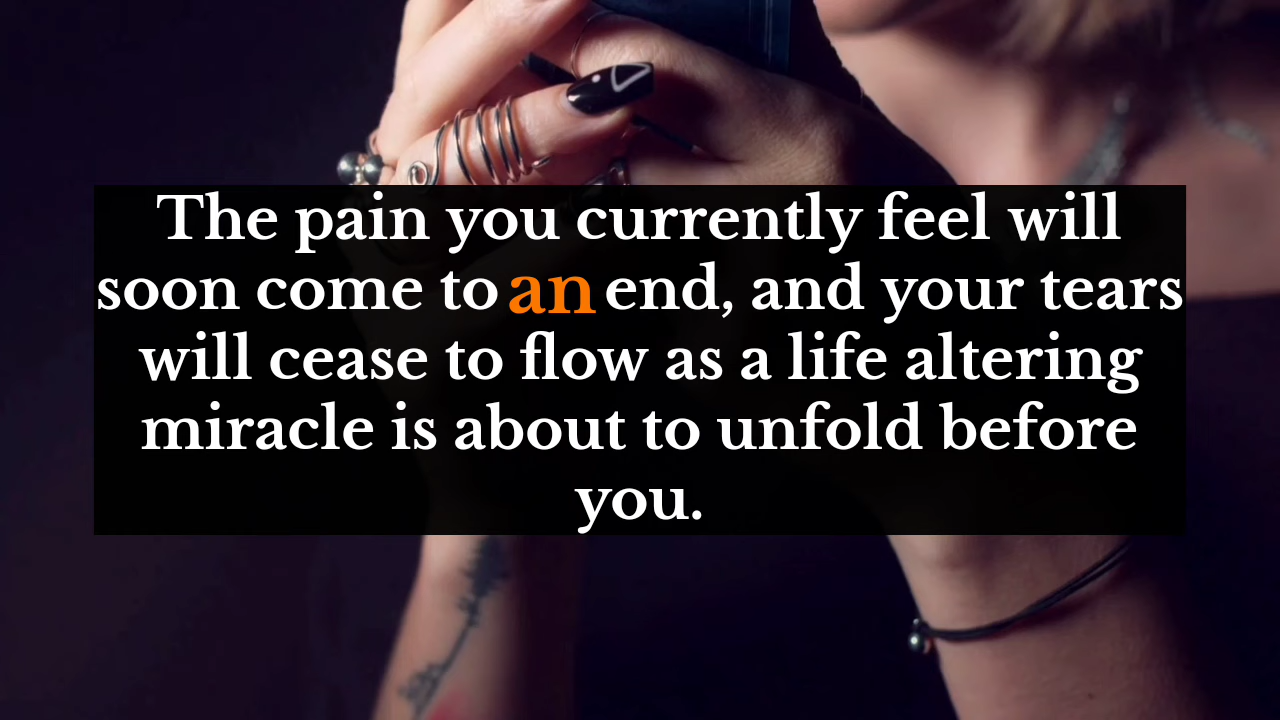 The pain you currently feel will
soon come to an end, and your tears
will cease to flow as a life altering
miracle is about to unfold before
you.